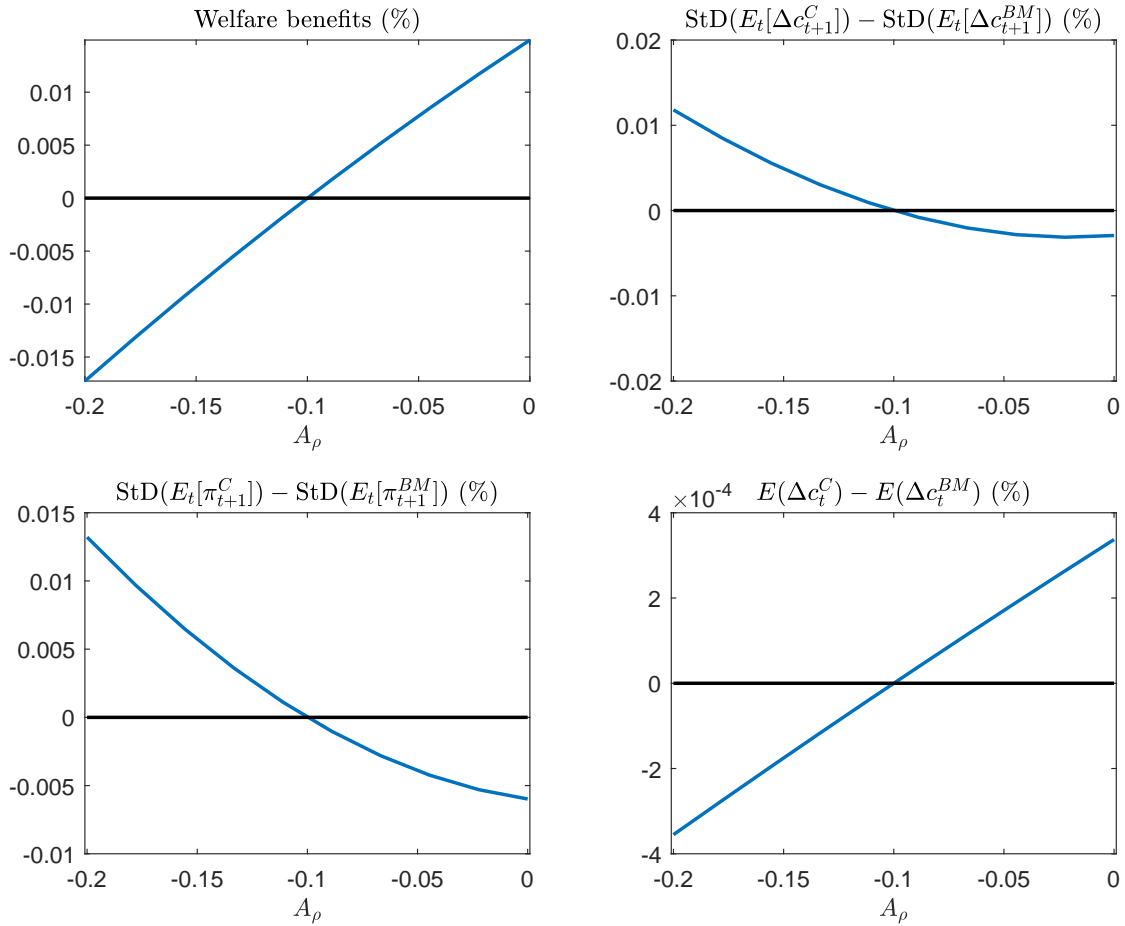 Welfare benefits (%)
0.01
0.005
0
-0.005
-0.01
-0.015
-0.2 -0.15 -0.1 -0.05 0
A_ρ
StD(E_t[Δc^C_{t+1}]) − StD(E_t[Δc^{BM}_{t+1}]) (%)
0.02
0.01
0
-0.01
-0.02
-0.2 -0.15 -0.1 -0.05 0
A_ρ
StD(E_t[π^C_{t+1}]) − StD(E_t[π^{BM}_{t+1}]) (%)
0.015
0.01
0.005
0
-0.005
-0.01
-0.2 -0.15 -0.1 -0.05 0
A_ρ
×10^{-4} E(Δc^C_t) − E(Δc^{BM}_t) (%)
4
2
0
-2
-4
-0.2 -0.15 -0.1 -0.05 0
A_ρ